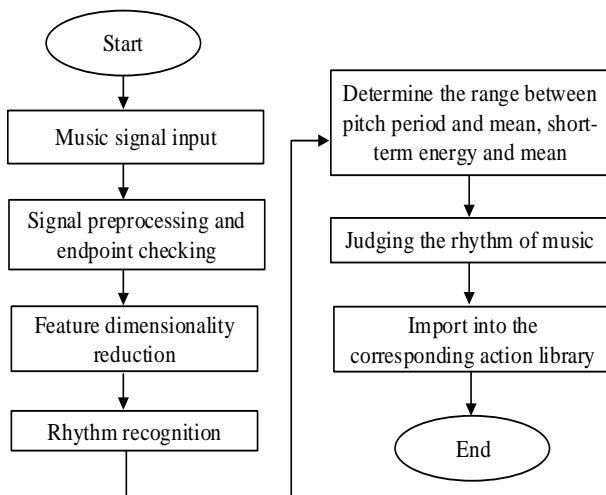 Start
Music signal input
Signal preprocessing and
endpoint checking
Feature dimensionality
reduction
Rhythm recognition
Determine the range between
pitch period and mean, short-
term energy and mean
Judging the rhythm of music
Import into the
corresponding action library
End